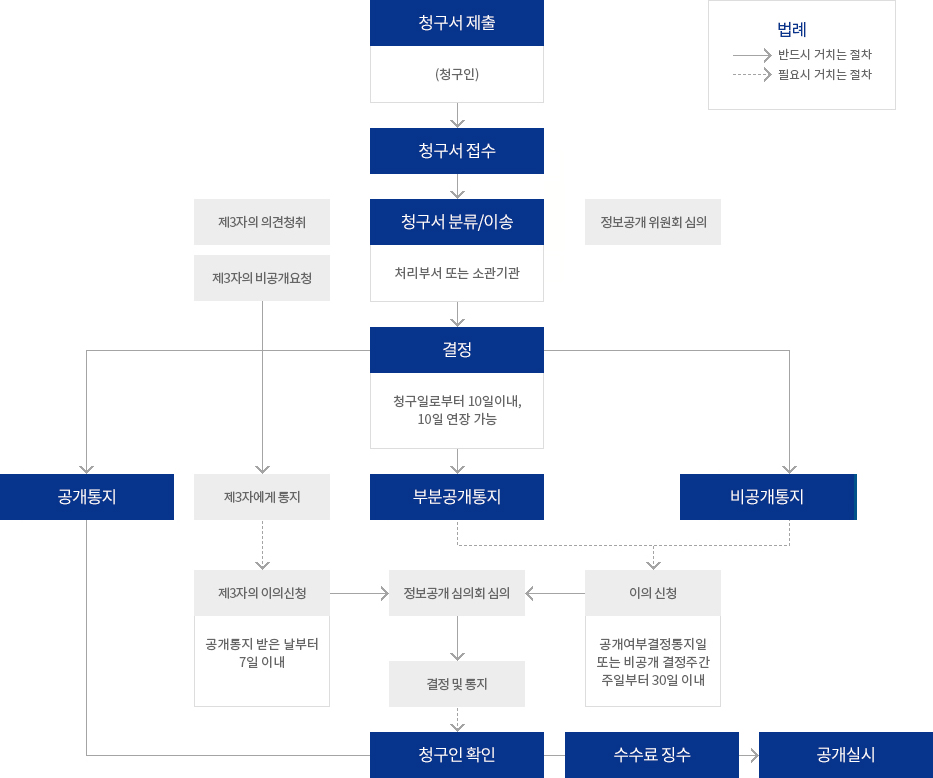 청구서 제출
(청구인)
법례
반드시 거치는 절차
필요시 거치는 절차
청구서 접수
제3자의 의견청취
청구서 분류/이송
정보공개 위원회 심의
처리부서 또는 소관기관
제3자의 비공개요청
결정
청구일로부터 10일이내,
10일 연장 가능
공개통지
제3자에게 통지
부분공개통지
비공개통지
제3자의 이의신청
공개통지 받은 날부터
7일 이내
정보공개 심의회 심의
이의 신청
공개여부결정통지일
또는 비공개 결정주간
주일부터 30일 이내
결정 및 통지
청구인 확인
수수료 징수
공개실시